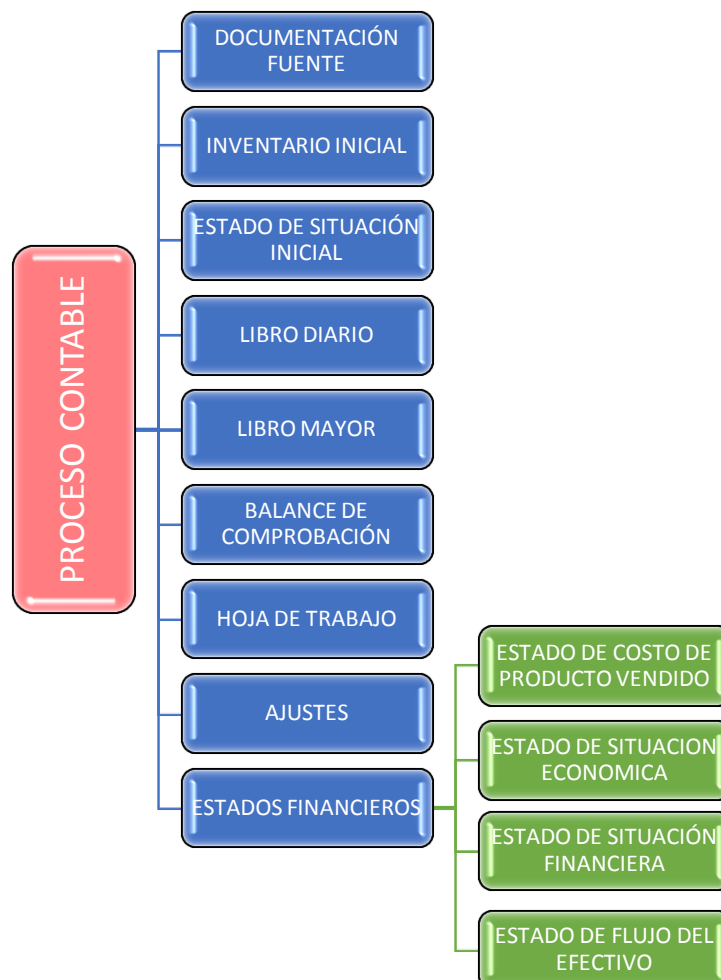 PROCESO CONTABLE
DOCUMENTACIÓN
FUENTE
INVENTARIO INICIAL
ESTADO DE SITUACIÓN
INICIAL
LIBRO DIARIO
LIBRO MAYOR
BALANCE DE
COMPROBACIÓN
HOJA DE TRABAJO
AJUSTES
ESTADOS FINANCIEROS
ESTADO DE COSTO DE
PRODUCTO VENDIDO
ESTADO DE SITUACION
ECONOMICA
ESTADO DE SITUACIÓN
FINANCIERA
ESTADO DE FLUJO DEL
EFECTIVO